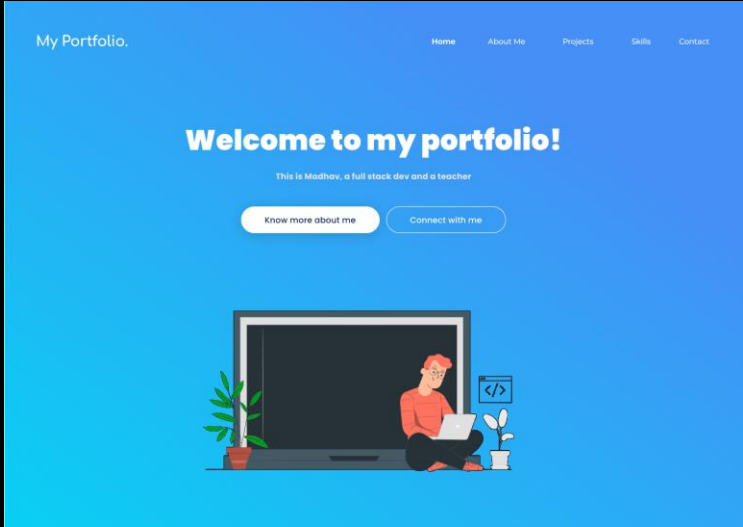 My Portfolio.
Home About Me Projects Skills Contact
Welcome to my portfolio!
This is Madhav, a full stack dev and a teacher
Know more about me Connect with me
</>